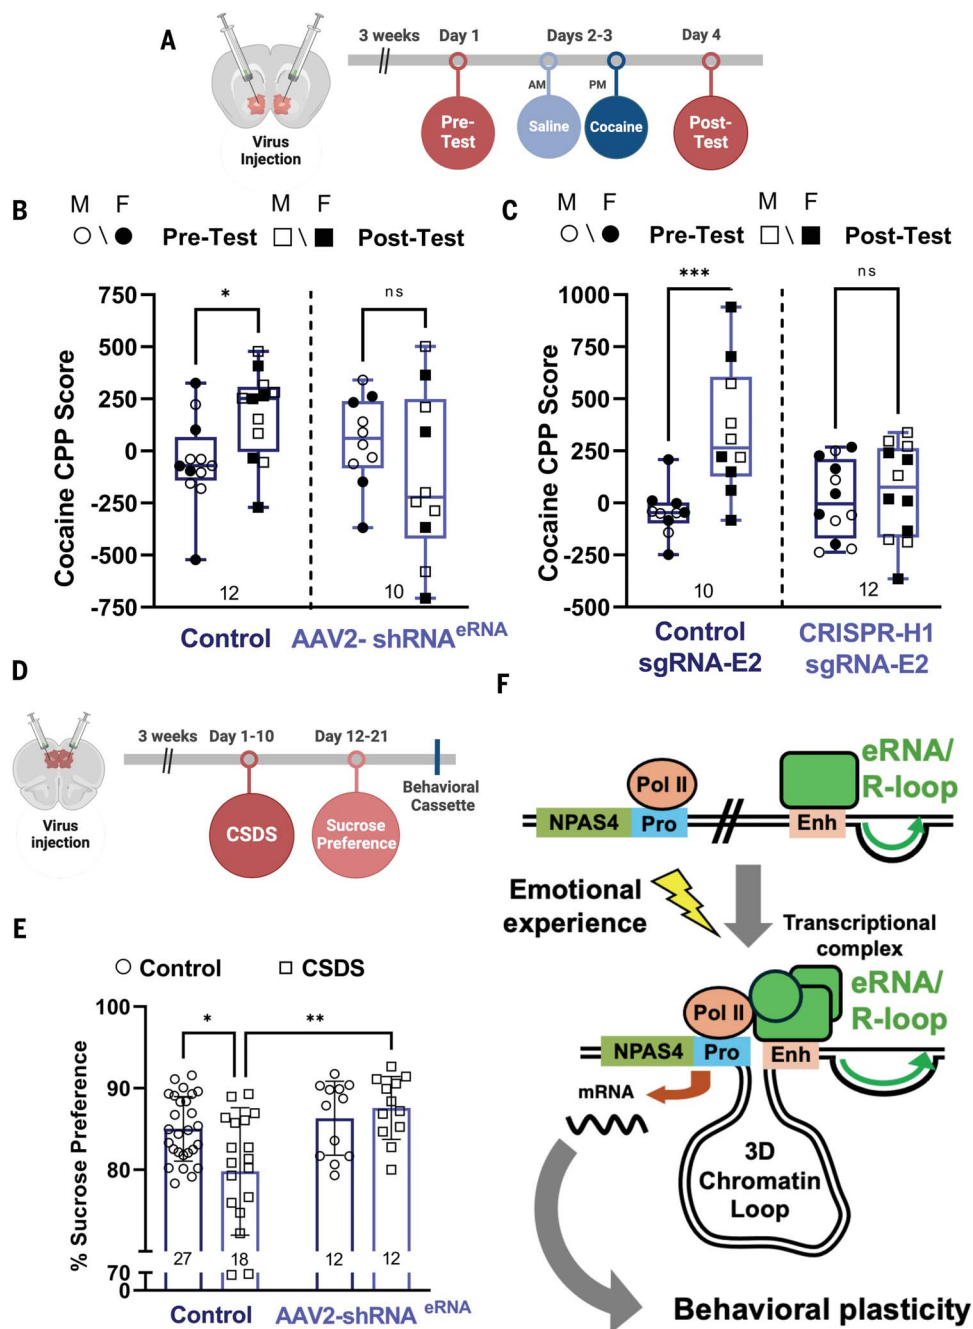 A
3 weeks
Day 1
Days 2-3
Day 4
AM
PM
Pre-
Test
Saline
Cocaine
Post-
Test
Virus
Injection
B
M F
\
Pre-Test
M F
\
Post-Test
Cocaine CPP Score
750
500
250
0
-250
-500
-750
*
ns
12
10
Control
AAV2- shRNA eRNA
C
M F
\
Pre-Test
M F
\
Post-Test
Cocaine CPP Score
1000
750
500
250
0
-250
-500
***
ns
10
12
Control
sgRNA-E2
CRISPR-H1
sgRNA-E2
D
3 weeks
Day 1-10
Day 12-21
Behavioral
Cassette
CSDS
Sucrose
Preference
Virus
injection
E
Control
CSDS
% Sucrose Preference
100
90
80
70
0
*
**
27
18
12
12
Control
AAV2-shRNA eRNA
F
eRNA/
R-loop
Pol II
NPAS4
Pro
Enh
Emotional
experience
Transcriptional
complex
eRNA/
R-loop
Pol II
NPAS4
Pro
Enh
mRNA
3D
Chromatin
Loop
Behavioral plasticity